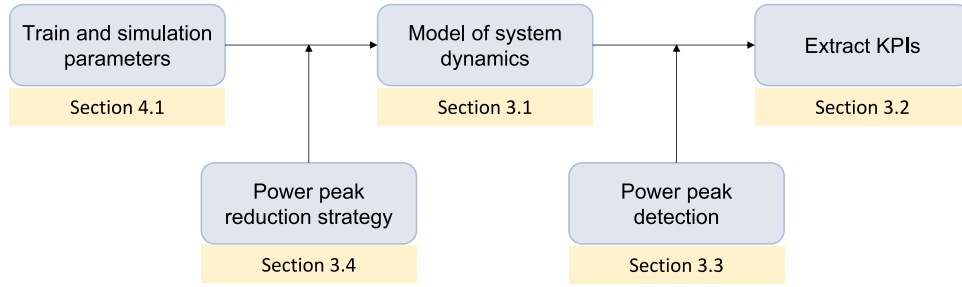 Train and simulation
parameters
Section 4.1
Model of system
dynamics
Section 3.1
Extract KPIs
Section 3.2
Power peak
reduction strategy
Section 3.4
Power peak
detection
Section 3.3